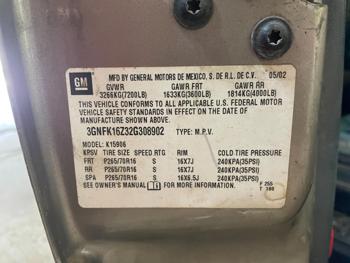 GM
MFD BY GENERAL MOTORS DE MEXICO, S. DE R.L. DE C.V. 05/02
GVWR GAWR FRT GAWR RR
3266KG(7200LB) 1633KG(3600LB) 1814KG(4000LB)
THIS VEHICLE CONFORMS TO ALL APPLICABLE U.S. FEDERAL MOTOR
VEHICLE SAFETY STANDARDS IN EFFECT ON THE DATE OF
MANUFACTURE SHOWN ABOVE.
3GNFK16Z32G308902 TYPE: M.P.V.
MODEL: K15906
KPSV TIRE SIZE SPEED RTG RIM COLD TIRE PRESSURE
FRT P265/70R16 S 16X7J 240KPA(35PSI)
RR P265/70R16 S 16X7J 240KPA(35PSI)
SPA P265/70R16 S 16X6.5J 240KPA(35PSI)
SEE OWNER'S MANUAL FOR MORE INFORMATION. F 255
T 180